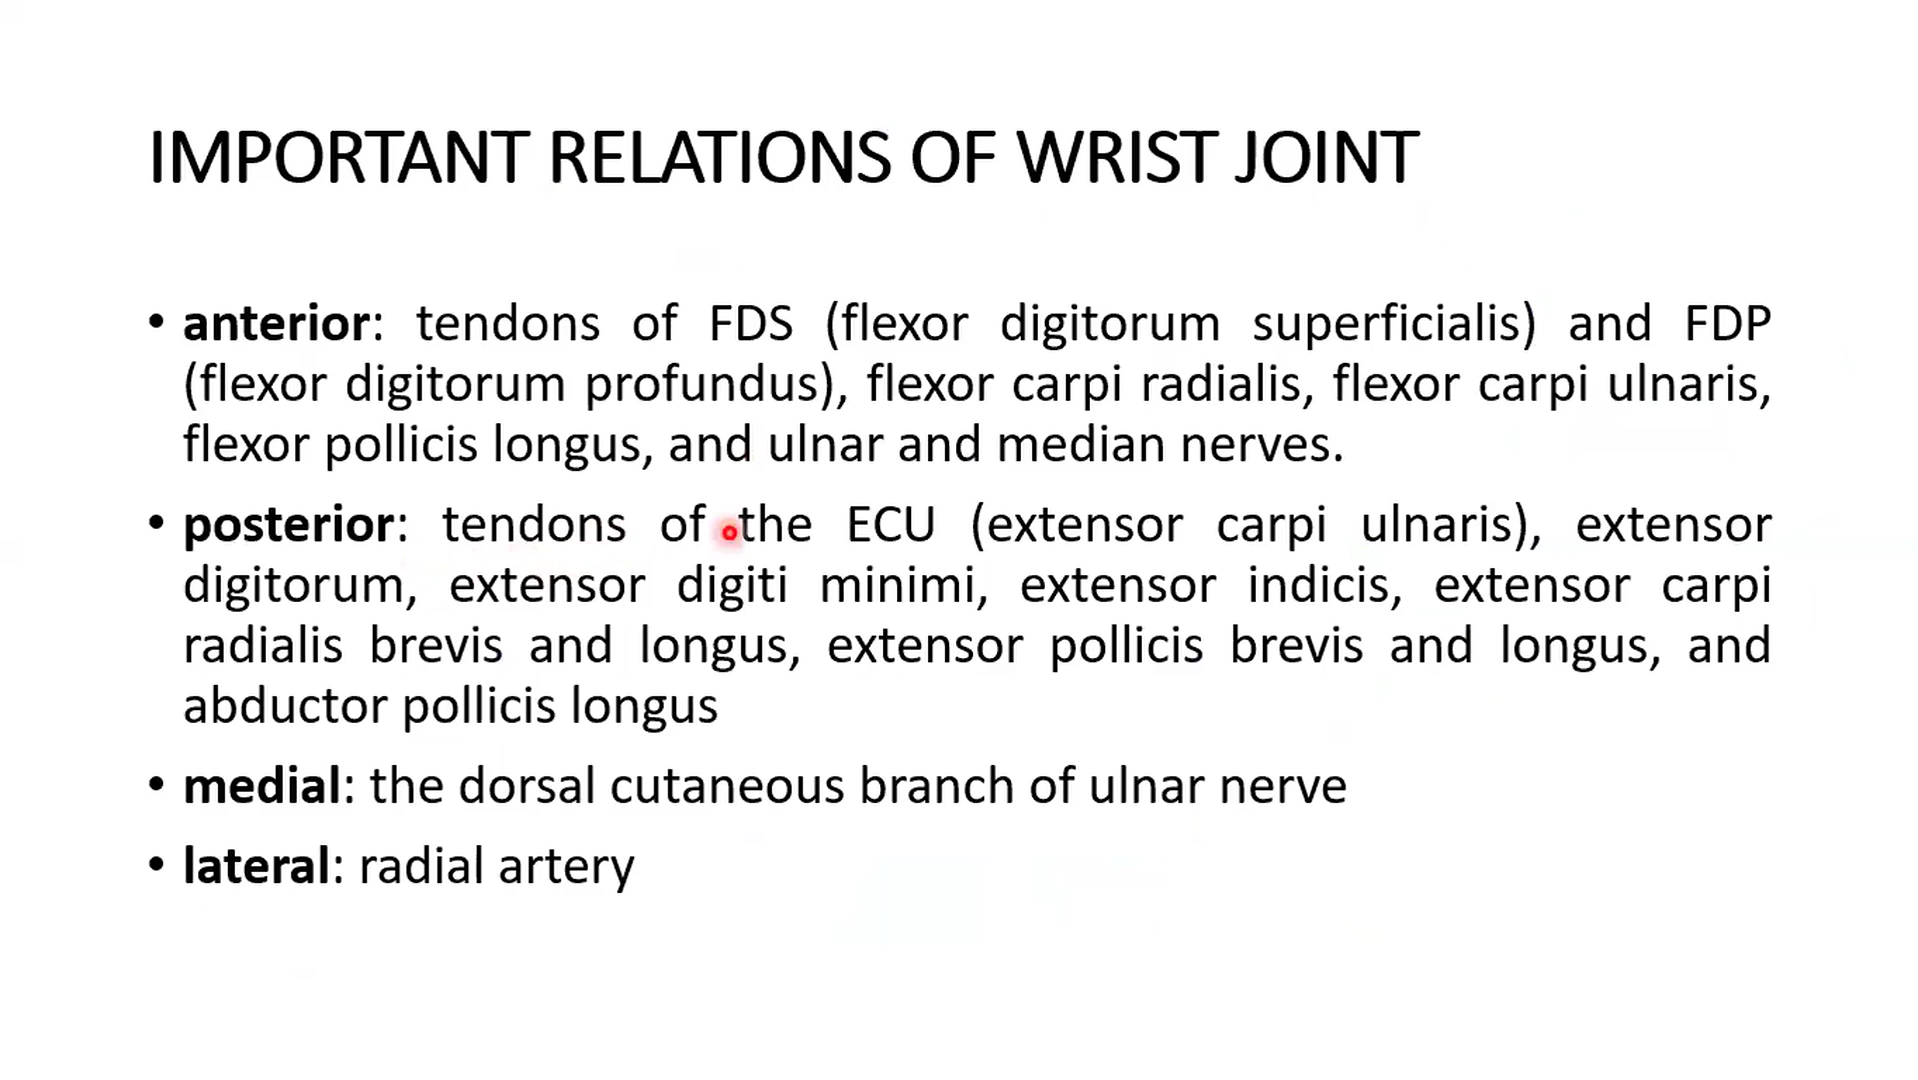 IMPORTANT RELATIONS OF WRIST JOINT
• anterior: tendons of FDS (flexor digitorum superficialis) and FDP
(flexor digitorum profundus), flexor carpi radialis, flexor carpi ulnaris,
flexor pollicis longus, and ulnar and median nerves.
• posterior: tendons of the ECU (extensor carpi ulnaris), extensor
digitorum, extensor digiti minimi, extensor indicis, extensor carpi
radialis brevis and longus, extensor pollicis brevis and longus, and
abductor pollicis longus
• medial: the dorsal cutaneous branch of ulnar nerve
• lateral: radial artery